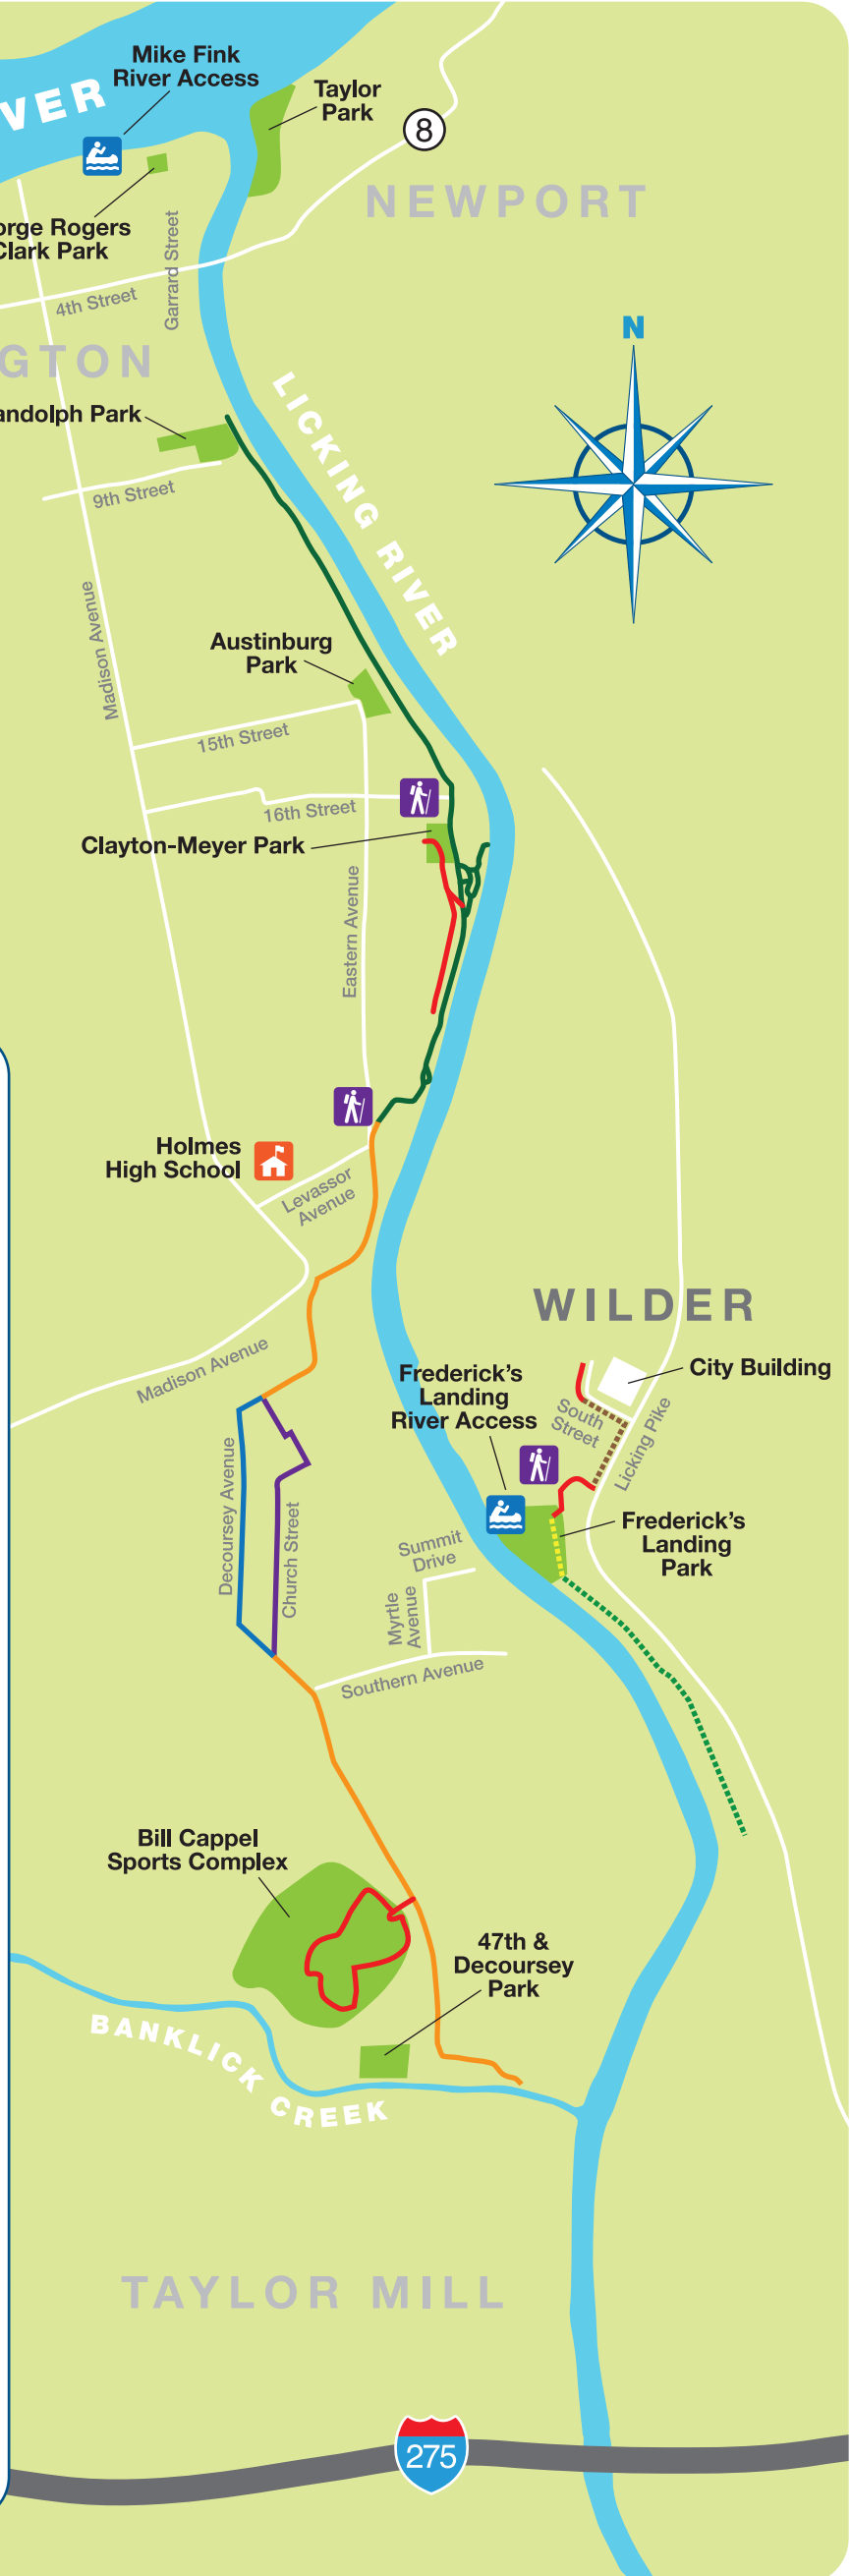 Mike Fink
River Access
Taylor
Park
VER
8
NEWPORT
orge Rogers
Clark Park
Garrard Street
4th Street
N
GTON
LICKING RIVER
andolph Park
9th Street
Madison Avenue
Austinburg
Park
15th Street
16th Street
Clayton-Meyer Park
Eastern Avenue
Holmes
High School
Levassor
Avenue
WILDER
Madison Avenue
City Building
Frederick's
Landing
River Access
South
Street
Licking Pike
Decoursey Avenue
Church Street
Frederick's
Landing
Park
Summit
Drive
Myrtle
Avenue
Southern Avenue
Bill Cappel
Sports Complex
47th &
Decoursey
Park
BANKLICK CREEK
TAYLOR MILL
275